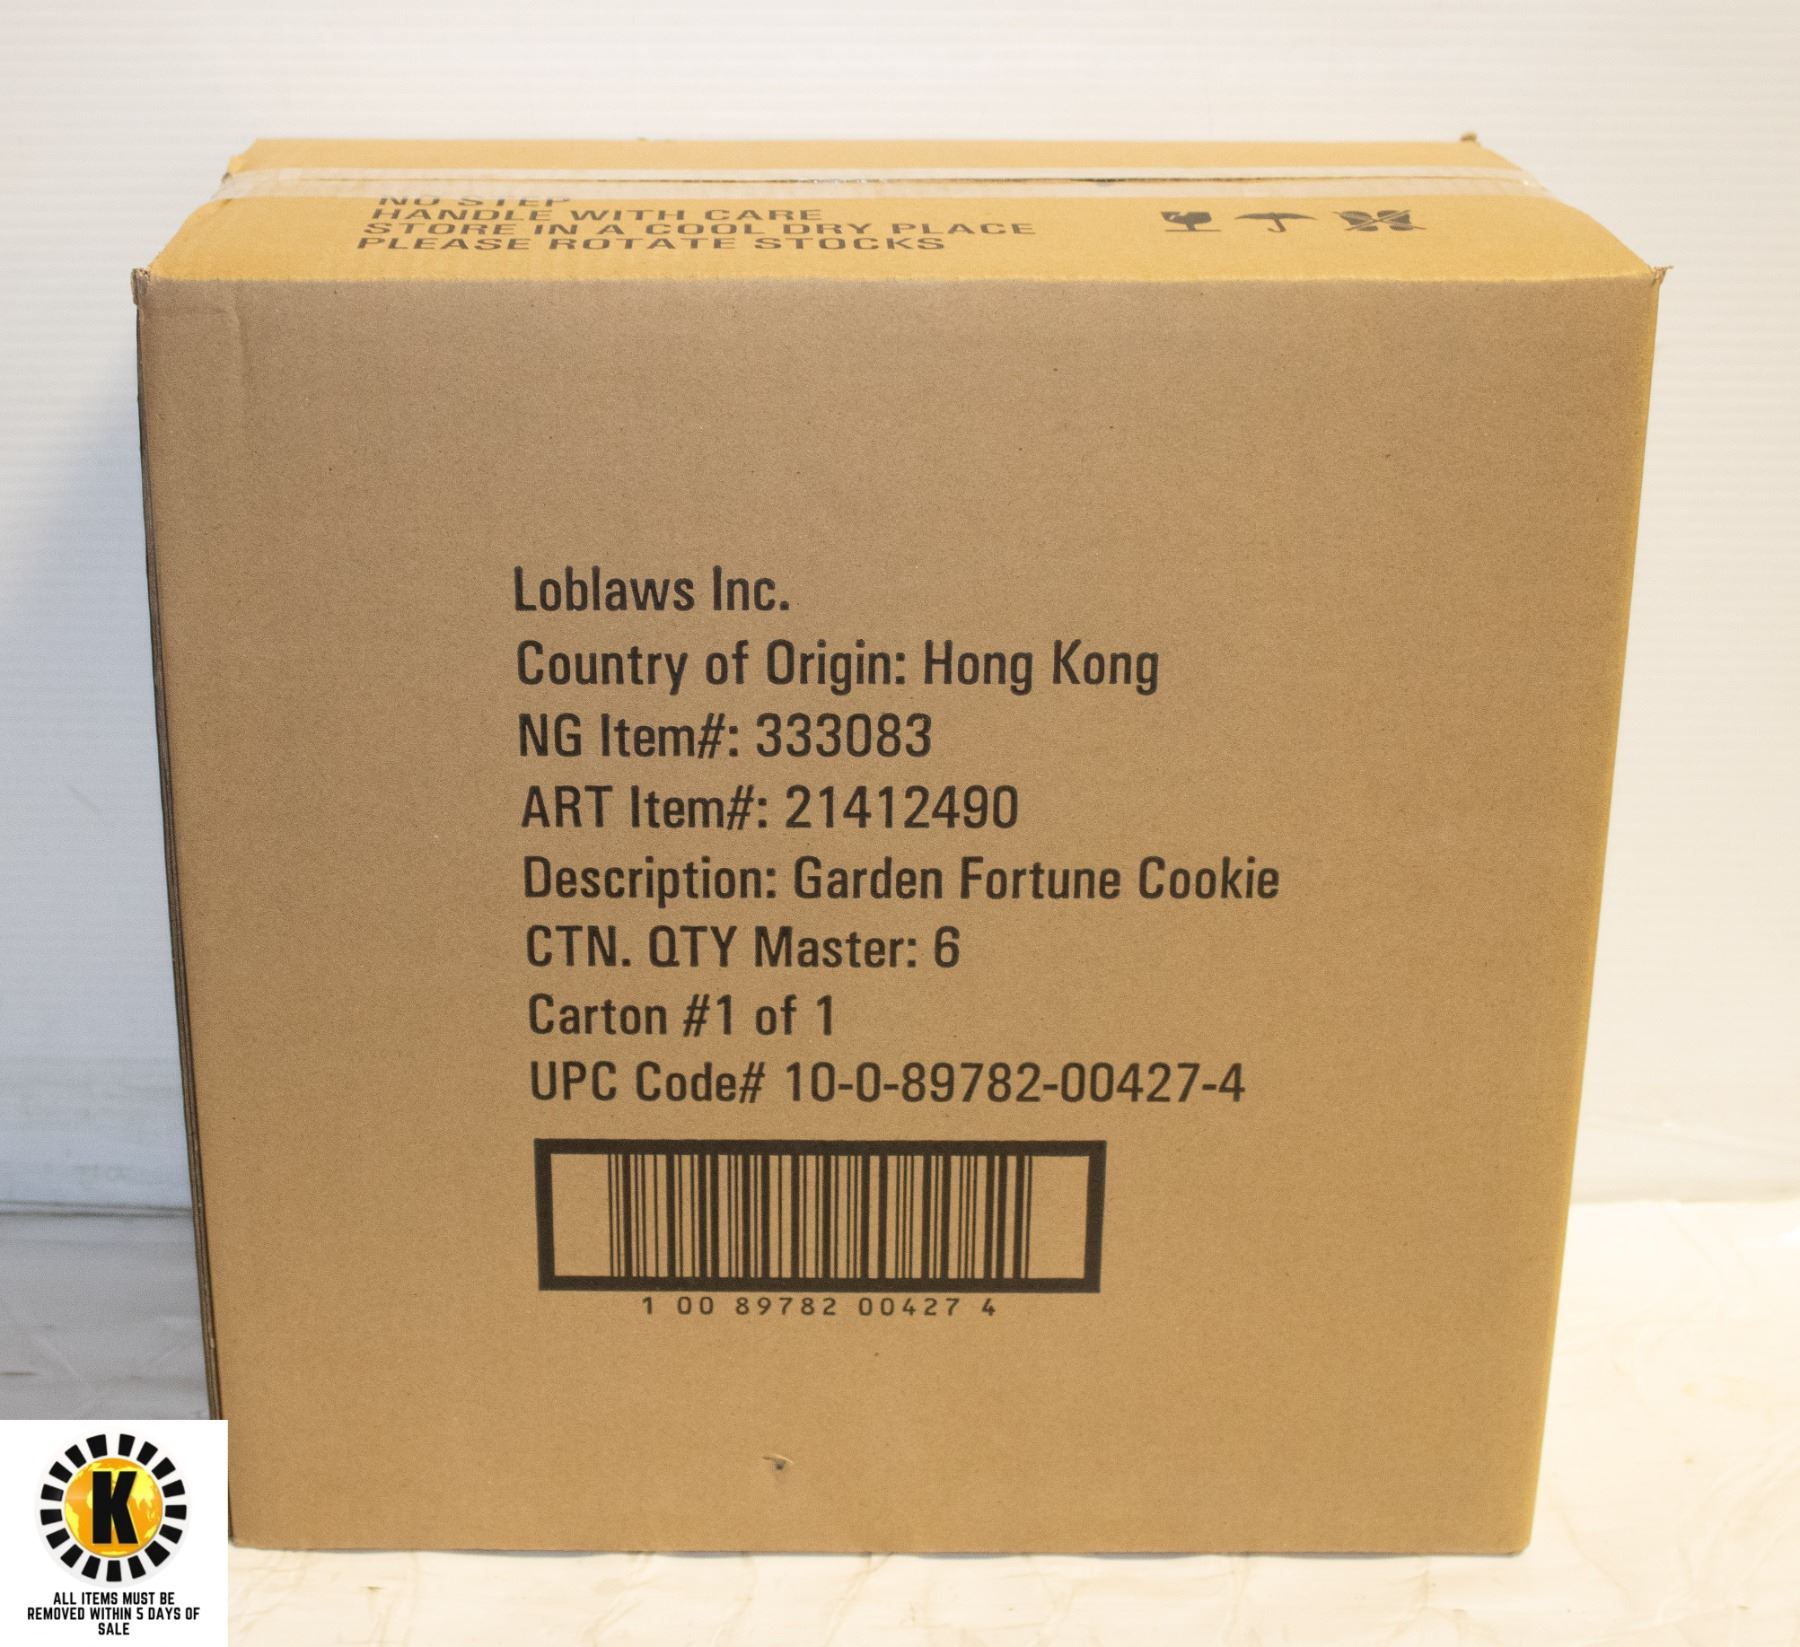 NO STEP
HANDLE WITH CARE
STORE IN A COOL DRY PLACE
PLEASE ROTATE STOCKS
Loblaws Inc.
Country of Origin: Hong Kong
NG Item#: 333083
ART Item#: 21412490
Description: Garden Fortune Cookie
CTN. QTY Master: 6
Carton #1 of 1
UPC Code# 10-0-89782-00427-4
1 00 89782 00427 4
K
ALL ITEMS MUST BE
REMOVED WITHIN 5 DAYS OF
SALE